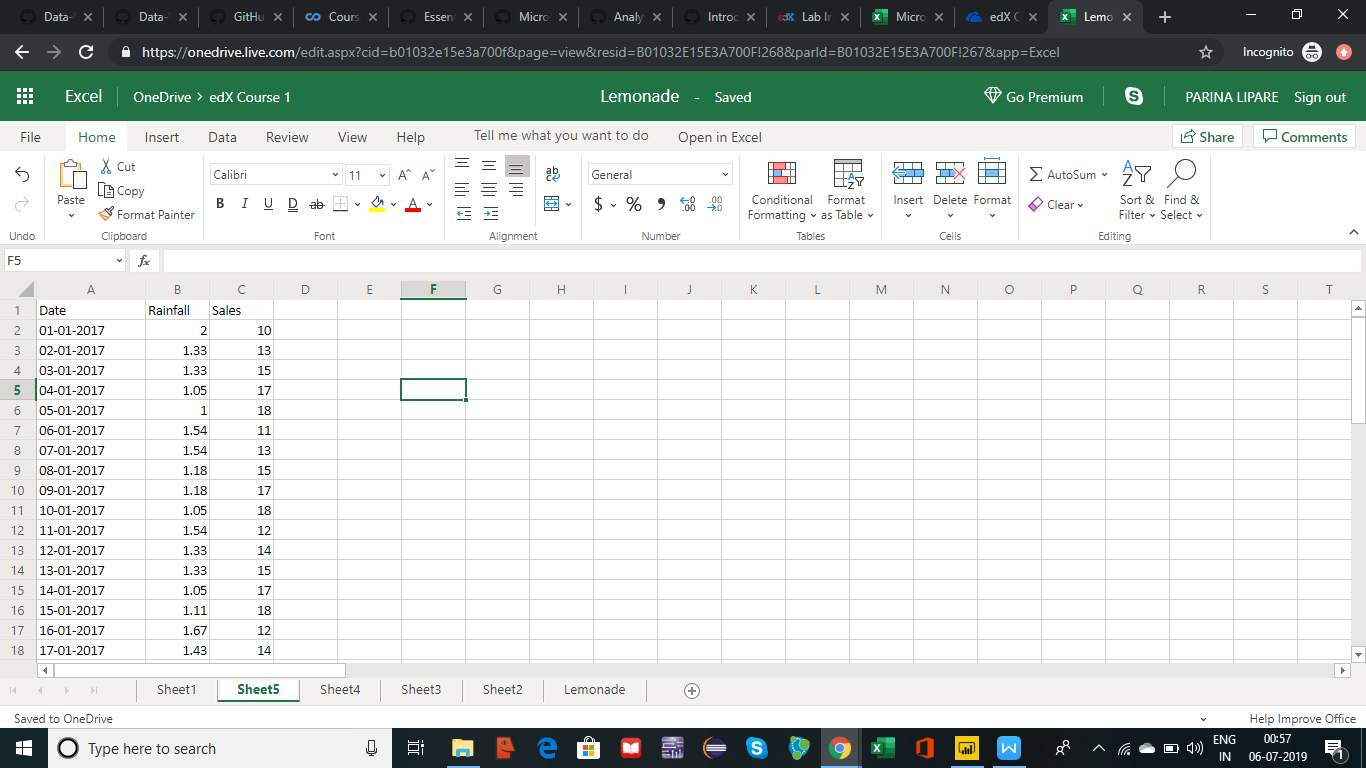 Data- Data- GitHu Cours Essen Micro Analy Introd edX Lab In Micro edX C Lemo
https://onedrive.live.com/edit.aspx?cid=b01032e15e3a700f&page=view&resid=B01032E15E3A700F!268&parId=B01032E15E3A700F!267&app=Excel Incognito
Excel OneDrive > edX Course 1 Lemonade - Saved Go Premium PARINA LIPARE Sign out
File Home Insert Data Review View Help Tell me what you want to do Open in Excel Share Comments
Paste Cut Copy Format Painter
Calibri 11 A^ A˅
B I U D ab A
ab c
General
$ % , .00 .00
Conditional Formatting Format as Table
Insert Delete Format
AutoSum Clear
Sort & Filter Find & Select
Undo Clipboard Font Alignment Number Tables Cells Editing
F5 fx
A B C D E F G H I J K L M N O P Q R S T
1 Date Rainfall Sales
2 01-01-2017 2 10
3 02-01-2017 1.33 13
4 03-01-2017 1.33 15
5 04-01-2017 1.05 17
6 05-01-2017 1 18
7 06-01-2017 1.54 11
8 07-01-2017 1.54 13
9 08-01-2017 1.18 15
10 09-01-2017 1.18 17
11 10-01-2017 1.05 18
12 11-01-2017 1.54 12
13 12-01-2017 1.33 14
14 13-01-2017 1.33 15
15 14-01-2017 1.05 17
16 15-01-2017 1.11 18
17 16-01-2017 1.67 12
18 17-01-2017 1.43 14
Sheet1 Sheet5 Sheet4 Sheet3 Sheet2 Lemonade
Saved to OneDrive Help Improve Office
Type here to search
ENG IN
00:57
06-07-2019
1